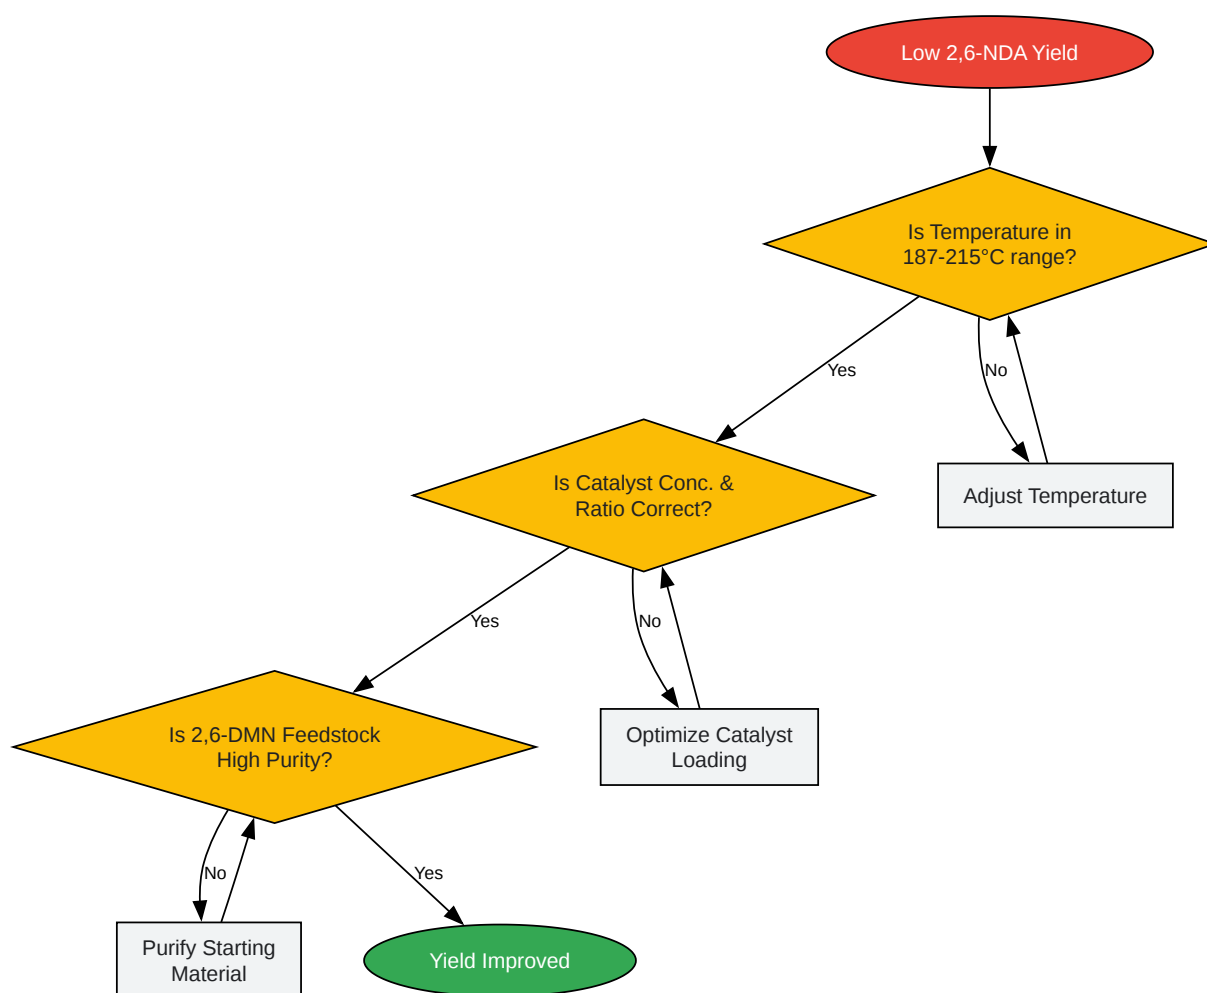 Low 2,6-NDA Yield
Is Temperature in
187-215°C range?
Yes
No
Adjust Temperature
Is Catalyst Conc. &
Ratio Correct?
Yes
No
Optimize Catalyst
Loading
Is 2,6-DMN Feedstock
High Purity?
No
Yes
Purify Starting
Material
Yield Improved